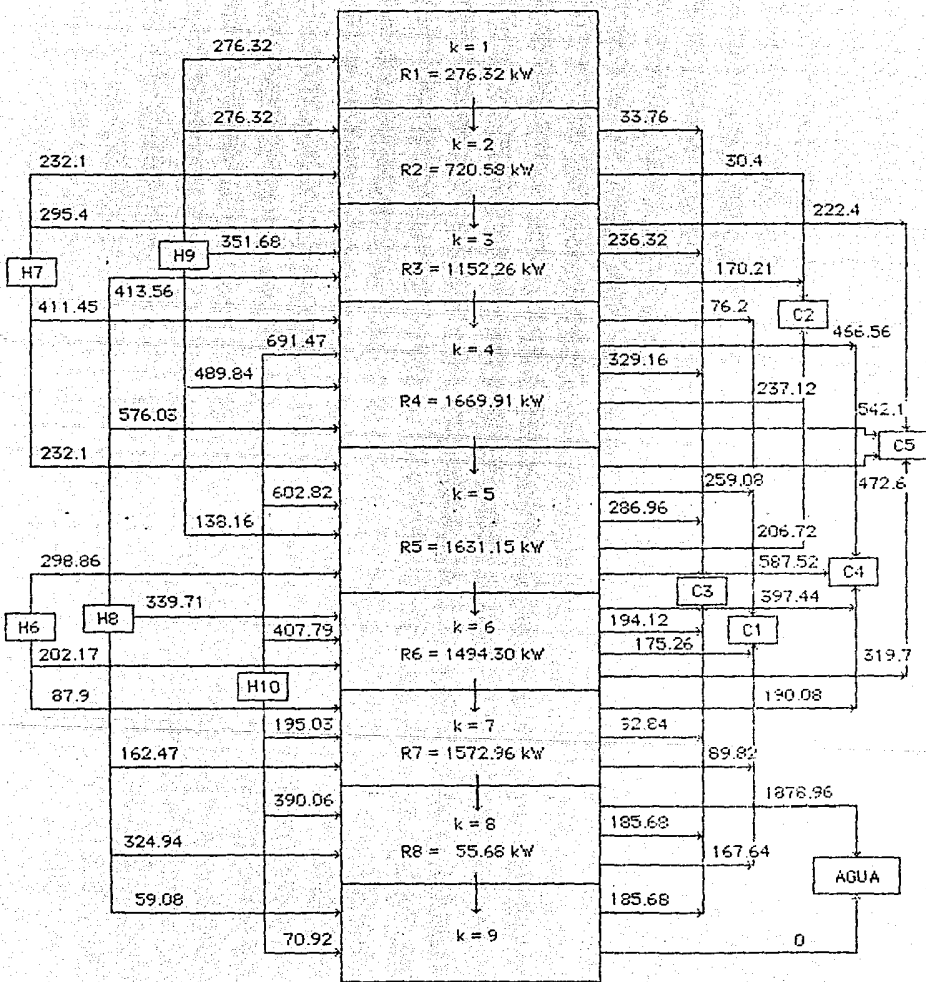 276.32
k = 1
R1 = 276.32 kW
276.32
33.76
k = 2
232.1
30.4
R2 = 720.58 kW
295.4
222.4
k = 3
H9
351.68
236.32
H7
R3 = 1152.26 kW
170.21
413.56
411.45
76.2
C2
466.56
691.47
k = 4
329.16
489.84
R4 = 1669.91 kW
237.12
576.03
542.1
C5
232.1
259.08
472.6
602.82
k = 5
286.96
138.16
206.72
R5 = 1631.15 kW
298.86
587.52
C4
C3
339.71
397.44
H6
H8
k = 6
194.12
C1
407.79
175.26
202.17
R6 = 1494.30 kW
319.7
H10
87.9
190.08
195.03
k = 7
92.84
162.47
R7 = 1572.96 kW
89.82
390.06
1878.96
k = 8
185.68
324.94
R8 = 55.68 kW
167.64
AGUA
59.08
185.68
70.92
k = 9
0